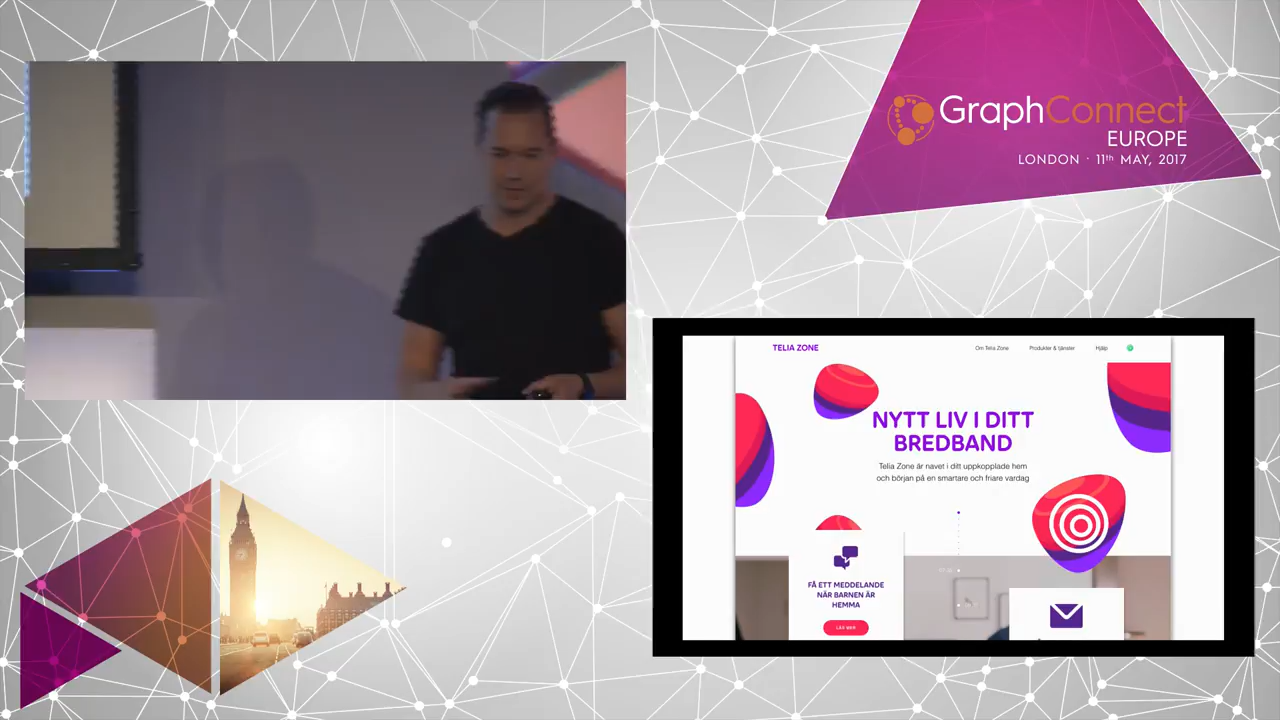 GraphConnect
EUROPE
LONDON · 11th MAY, 2017
TELIA ZONE
Om Telia Zone
Produkter & tjänster
Hjälp
NYTT LIV I DITT
BREDBAND
Telia Zone är navet i ditt uppkopplade hem
och början på en smartare och friare vardag
FÅ ETT MEDDELANDE
NÄR BARNEN ÄR
HEMMA
LÄS MER